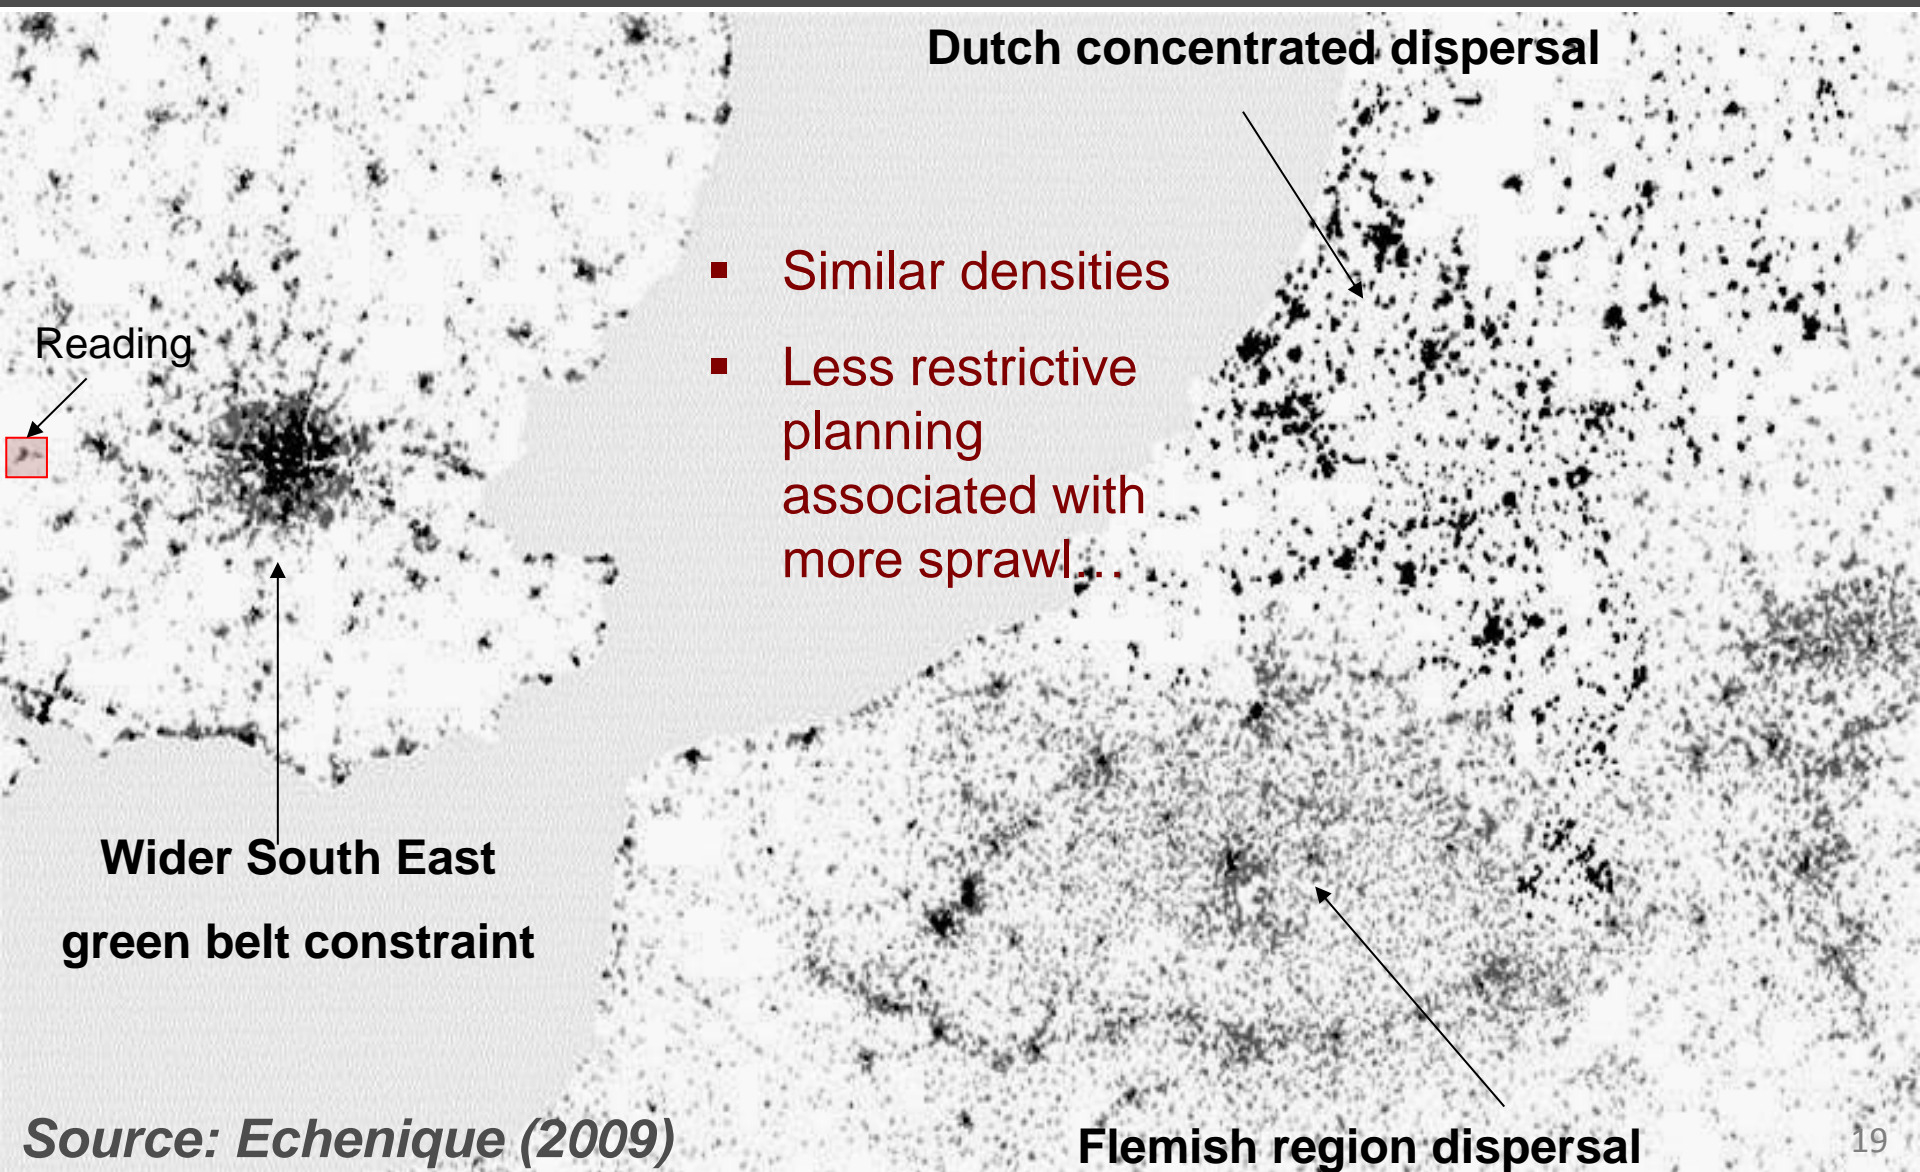 Dutch concentrated dispersal
▪ Similar densities
Reading
▪ Less restrictive
planning
associated with
more sprawl…
Wider South East
green belt constraint
Source: Echenique (2009)
Flemish region dispersal
19